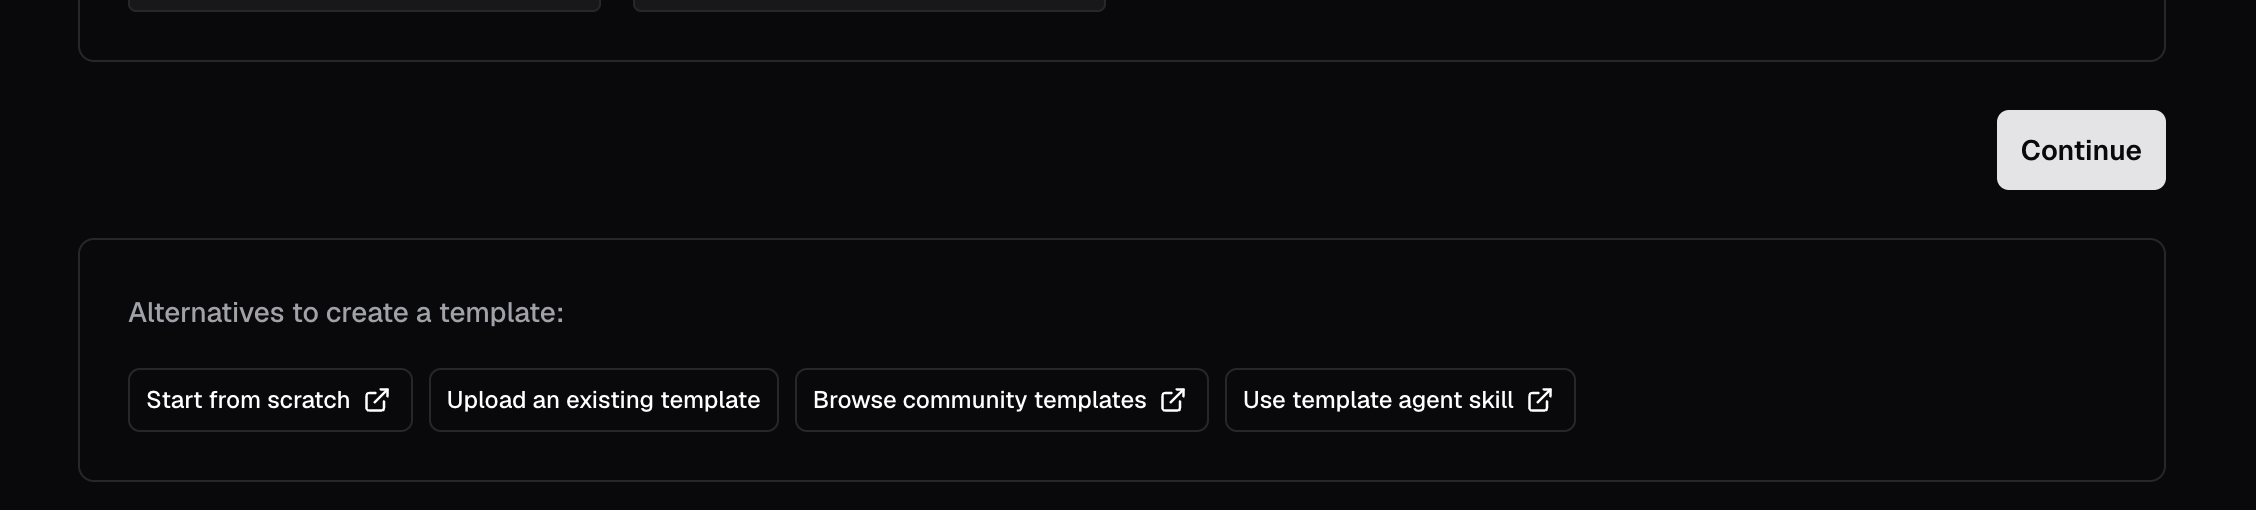 Continue
Alternatives to create a template:
Start from scratch
Upload an existing template
Browse community templates
Use template agent skill